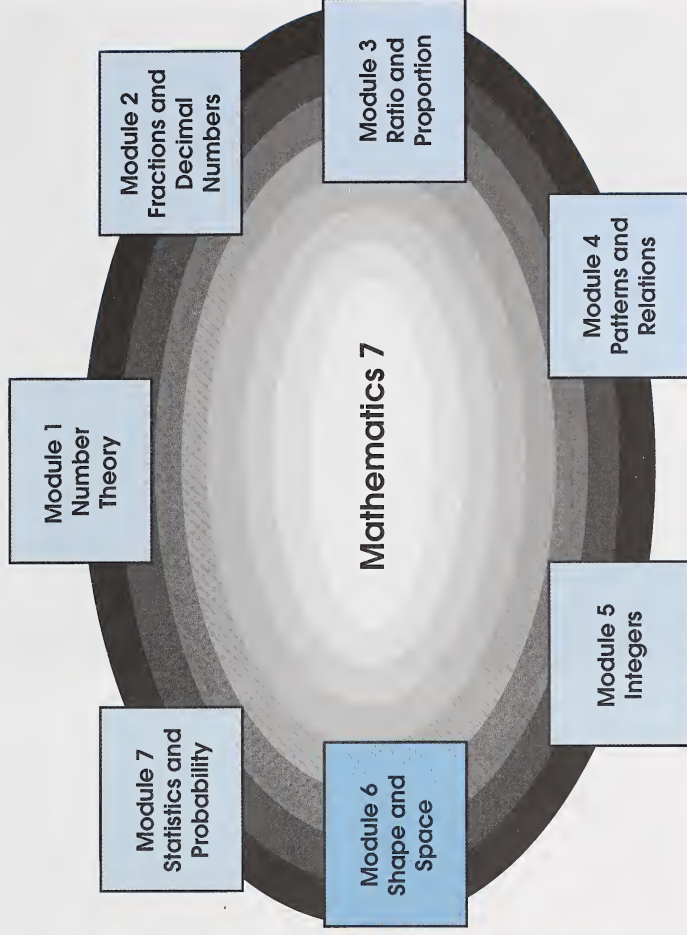 Module 1
Number
Theory
Module 2
Fractions and
Decimal
Numbers
Module 3
Ratio and
Proportion
Module 4
Patterns and
Relations
Module 5
Integers
Module 6
Shape and
Space
Module 7
Statistics and
Probability
Mathematics 7